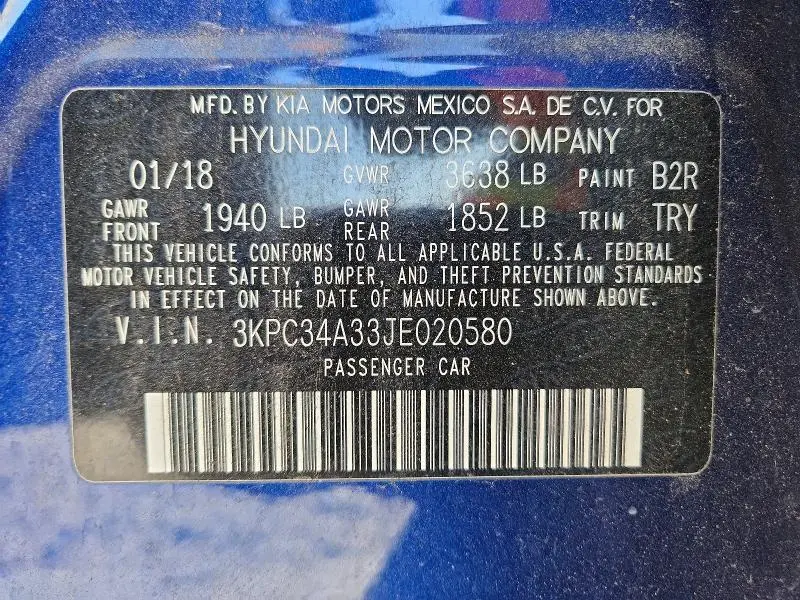 MFD. BY KIA MOTORS MEXICO S.A. DE C.V. FOR
HYUNDAI MOTOR COMPANY
01/18 GVWR 3638 LB PAINT B2R
GAWR FRONT 1940 LB GAWR REAR 1852 LB TRIM TRY
THIS VEHICLE CONFORMS TO ALL APPLICABLE U.S.A. FEDERAL
MOTOR VEHICLE SAFETY, BUMPER, AND THEFT PREVENTION STANDARDS
IN EFFECT ON THE DATE OF MANUFACTURE SHOWN ABOVE.
V.I.N. 3KPC34A33JE020580
PASSENGER CAR